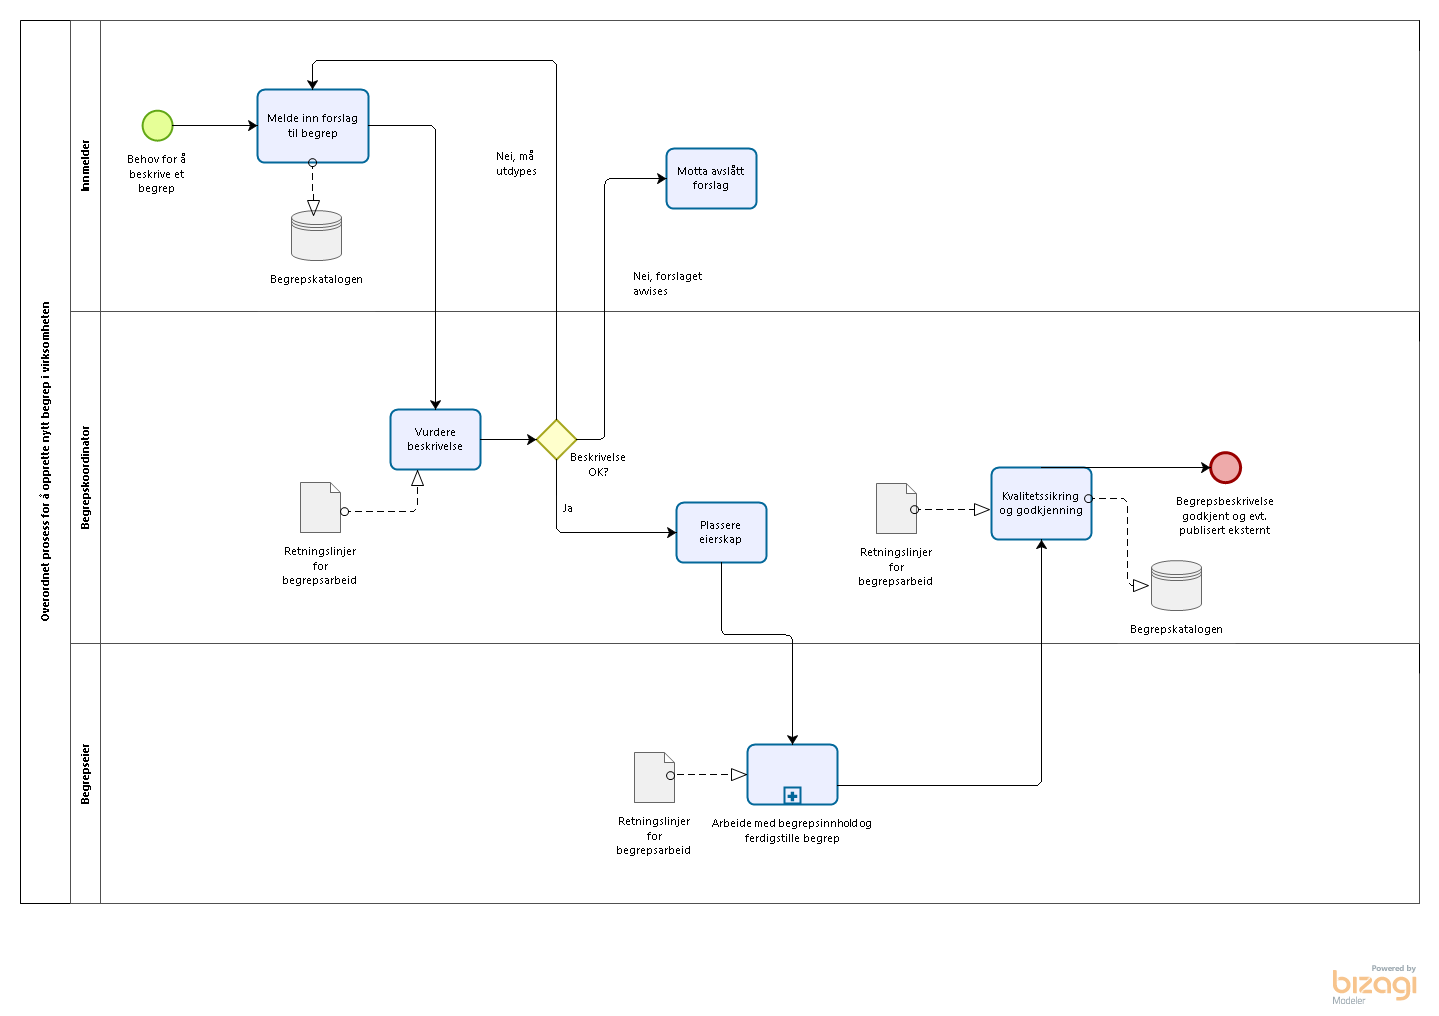 Overordnet prosess for å opprette nytt begrep i virksomheten
Innmelder
Behov for å
beskrive et
begrep
Melde inn forslag
til begrep
Begrepskatalogen
Nei, må
utdypes
Motta avslått
forslag
Nei, forslaget
avvises
Begrepskoordinator
Vurdere
beskrivelse
Retningslinjer
for
begrepsarbeid
Beskrivelse
OK?
Ja
Plassere
eierskap
Retningslinjer
for
begrepsarbeid
Kvalitetssikring
og godkjenning
Begrepsbeskrivelse
godkjent og evt.
publisert eksternt
Begrepskatalogen
Begrepseier
Retningslinjer
for
begrepsarbeid
Arbeide med begrepsinnhold og
ferdigstille begrep
Powered by
bizagi
Modeler